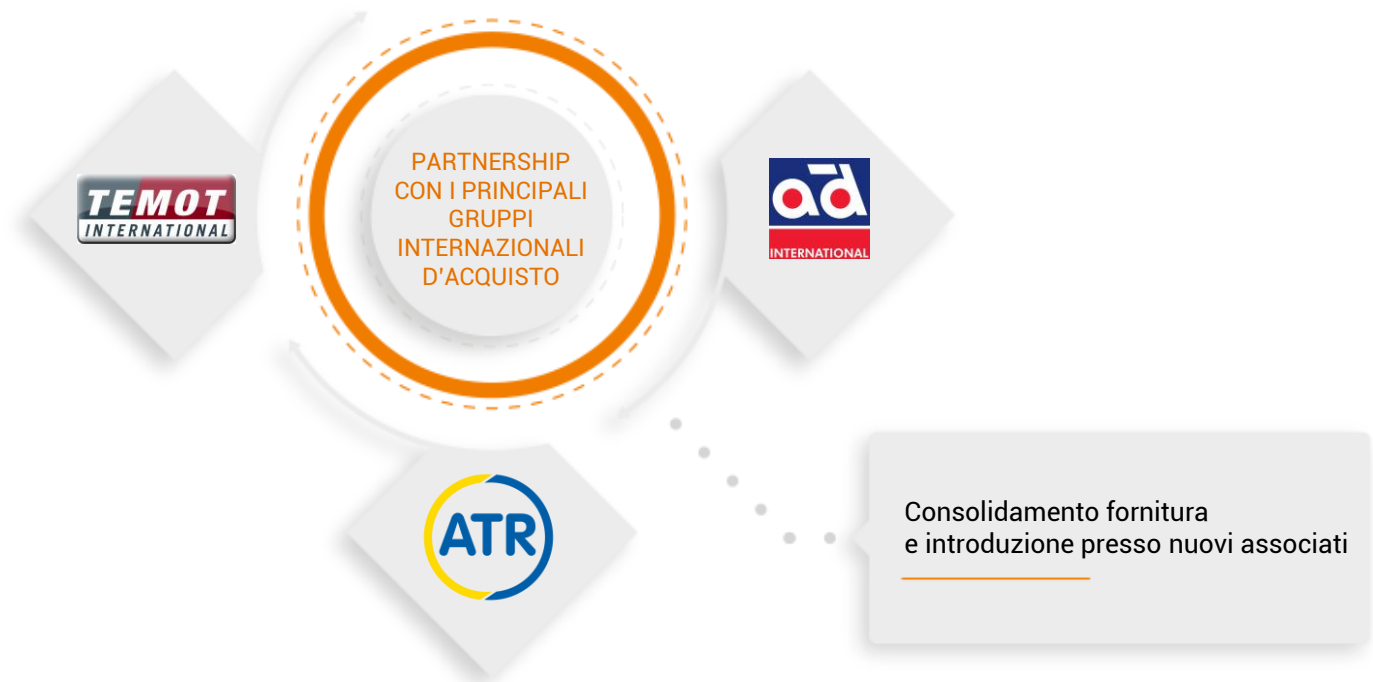 PARTNERSHIP
CON I PRINCIPALI
GRUPPI
INTERNAZIONALI
D'ACQUISTO
TEMOT
INTERNATIONAL
ad
INTERNATIONAL
ATR
Consolidamento fornitura
e introduzione presso nuovi associati